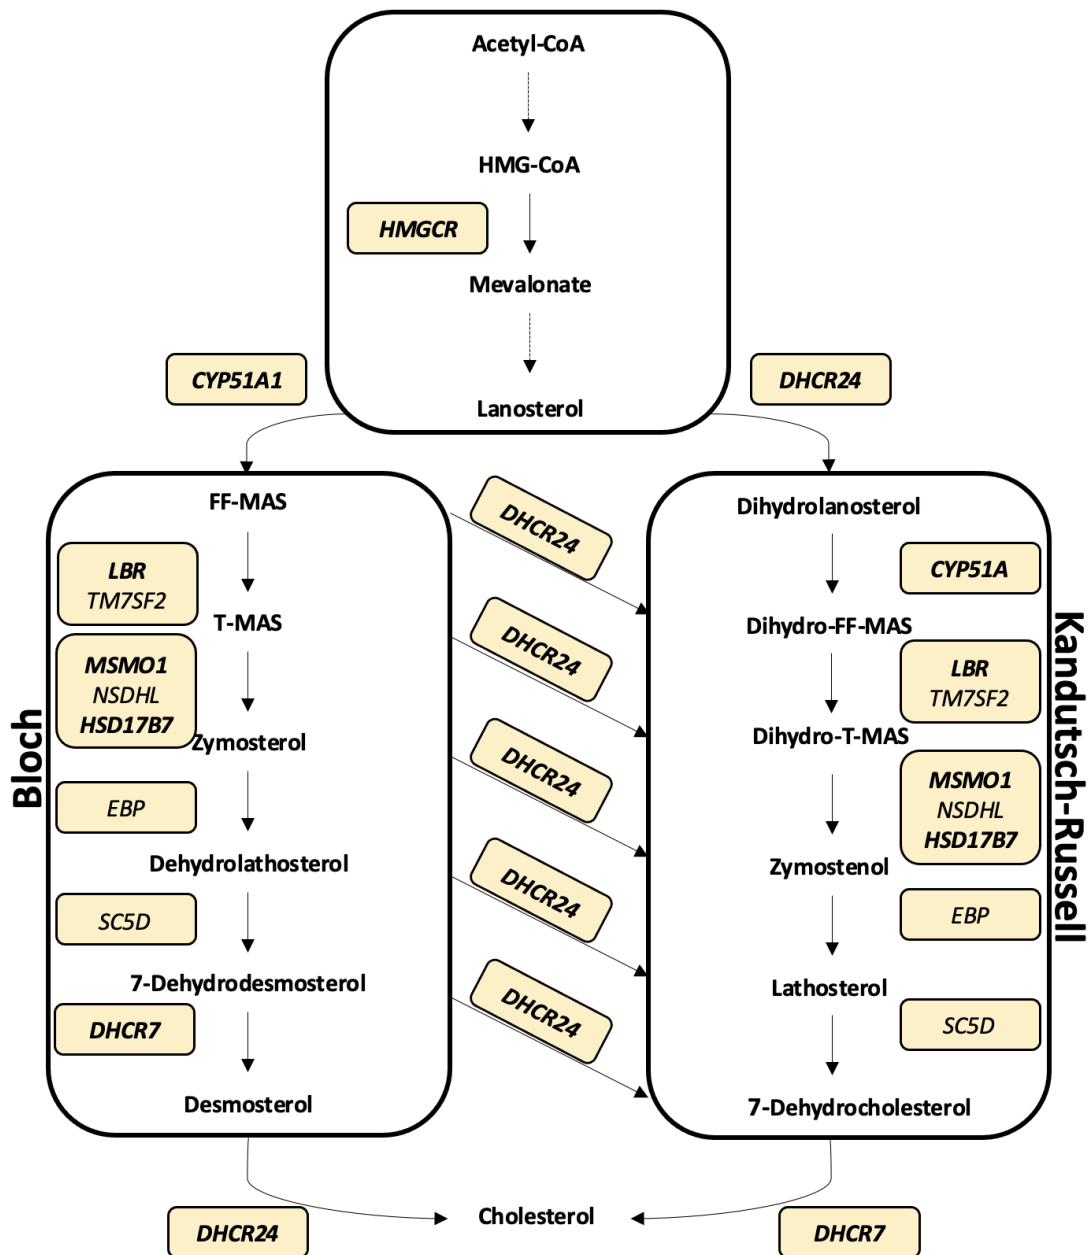 Acetyl-CoA
HMG-CoA
HMGCR
Mevalonate
CYP51A1
DHCR24
Lanosterol
Bloch
FF-MAS
LBR
TM7SF2
T-MAS
MSMO1
NSDHL
HSD17B7
Zymosterol
EBP
Dehydrolathosterol
SC5D
7-Dehydrodesmosterol
DHCR7
Desmosterol
DHCR24
DHCR24
DHCR24
DHCR24
DHCR24
Dihydrolanosterol
CYP51A
Dihydro-FF-MAS
LBR
TM7SF2
Dihydro-T-MAS
MSMO1
NSDHL
HSD17B7
Zymostenol
EBP
Lathosterol
SC5D
7-Dehydrocholesterol
Kandutsch-Russell
DHCR24
Cholesterol
DHCR7